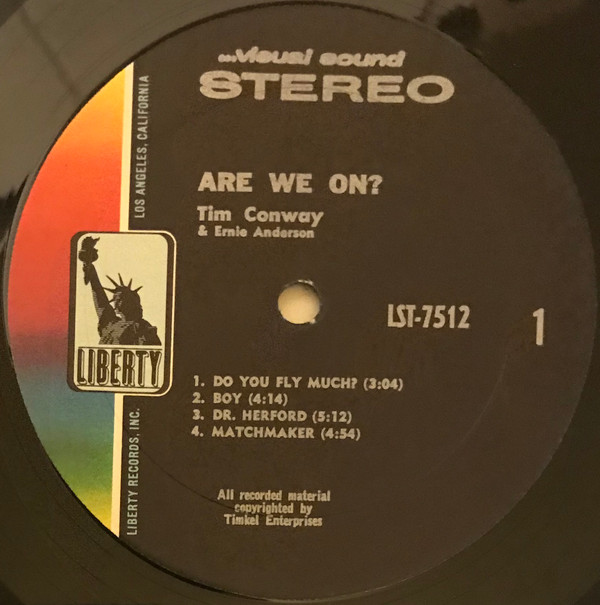 ...visual sound
STEREO
ARE WE ON?
Tim Conway
& Ernie Anderson
LST-7512
1
LIBERTY
1. DO YOU FLY MUCH? (3:04)
2. BOY (4:14)
3. DR. HERFORD (5:12)
4. MATCHMAKER (4:54)
All recorded material
copyrighted by
Timkel Enterprises
LIBERTY RECORDS, INC. LOS ANGELES, CALIFORNIA